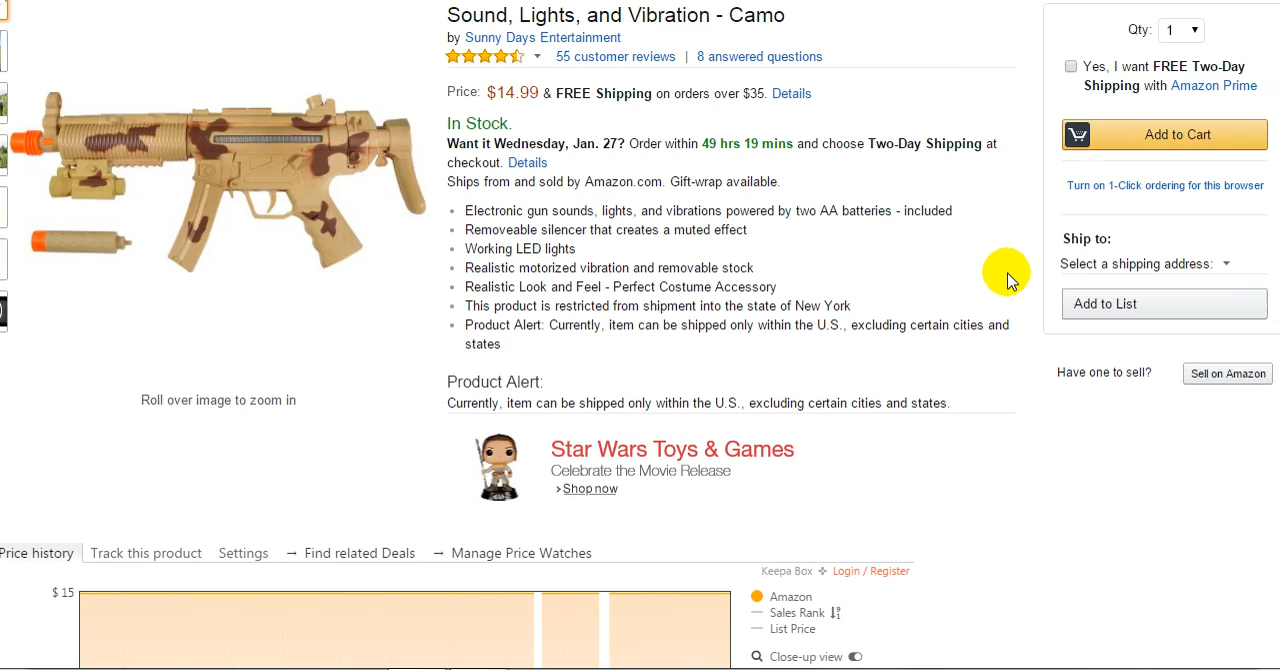 Sound, Lights, and Vibration - Camo
by Sunny Days Entertainment
55 customer reviews | 8 answered questions
Price: $14.99 & FREE Shipping on orders over $35. Details
In Stock.
Want it Wednesday, Jan. 27? Order within 49 hrs 19 mins and choose Two-Day Shipping at
checkout. Details
Ships from and sold by Amazon.com. Gift-wrap available.
Electronic gun sounds, lights, and vibrations powered by two AA batteries - included
Removeable silencer that creates a muted effect
Working LED lights
Realistic motorized vibration and removable stock
Realistic Look and Feel - Perfect Costume Accessory
This product is restricted from shipment into the state of New York
Product Alert: Currently, item can be shipped only within the U.S., excluding certain cities and
states
Roll over image to zoom in
Product Alert:
Currently, item can be shipped only within the U.S., excluding certain cities and states.
Star Wars Toys & Games
Celebrate the Movie Release
› Shop now
Qty: 1
Yes, I want FREE Two-Day
Shipping with Amazon Prime
Add to Cart
Turn on 1-Click ordering for this browser
Ship to:
Select a shipping address:
Add to List
Have one to sell? Sell on Amazon
Price history Track this product Settings → Find related Deals → Manage Price Watches
Keepa Box Login / Register
$ 15
Amazon
Sales Rank
List Price
Close-up view